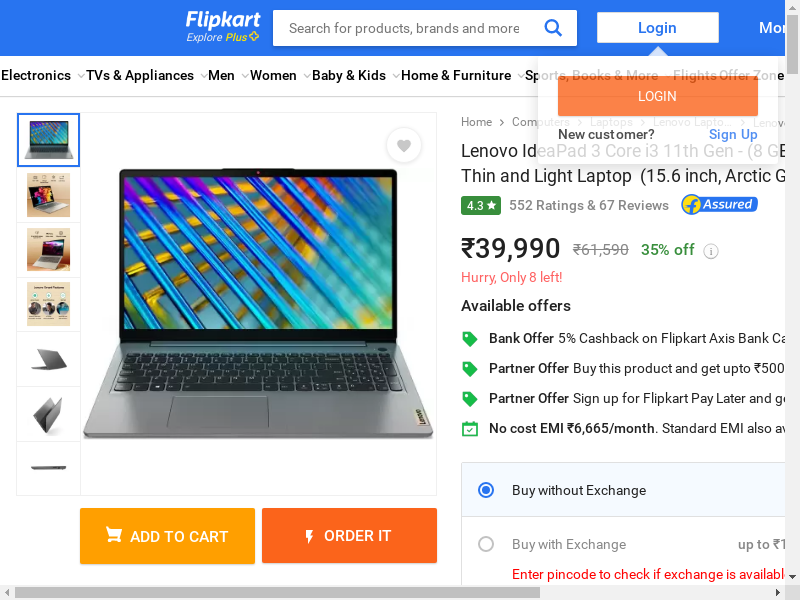 Flipkart
Explore Plus
Search for products, brands and more
Login
Mor
Electronics
TVs & Appliances
Men
Women
Baby & Kids
Home & Furniture
Sports, Books & More
Flights
Offer Zone
LOGIN
New customer?
Sign Up
Home
Computers
Laptops
Lenovo Lapto...
Lenovo
Lenovo IdeaPad 3 Core i3 11th Gen - (8 GB
Thin and Light Laptop (15.6 inch, Arctic G
4.3
552 Ratings & 67 Reviews
Assured
₹39,990
₹61,590
35% off
Hurry, Only 8 left!
Available offers
Bank Offer 5% Cashback on Flipkart Axis Bank Ca
Partner Offer Buy this product and get upto ₹500
Partner Offer Sign up for Flipkart Pay Later and ge
No cost EMI ₹6,665/month. Standard EMI also av
Buy without Exchange
Buy with Exchange
up to ₹1
Enter pincode to check if exchange is availabl
ADD TO CART
ORDER IT
Lenovo